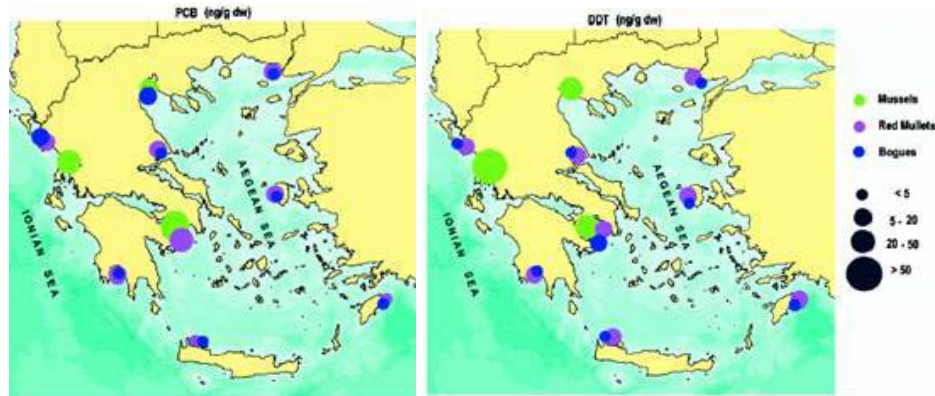 PCB (ng/g dw)
DDT (ng/g dw)
AEGEAN SEA
IONIAN SEA
AEGEAN SEA
IONIAN SEA
Mussels
Red Mullets
Bogues
< 5
5 - 20
20 - 50
> 50